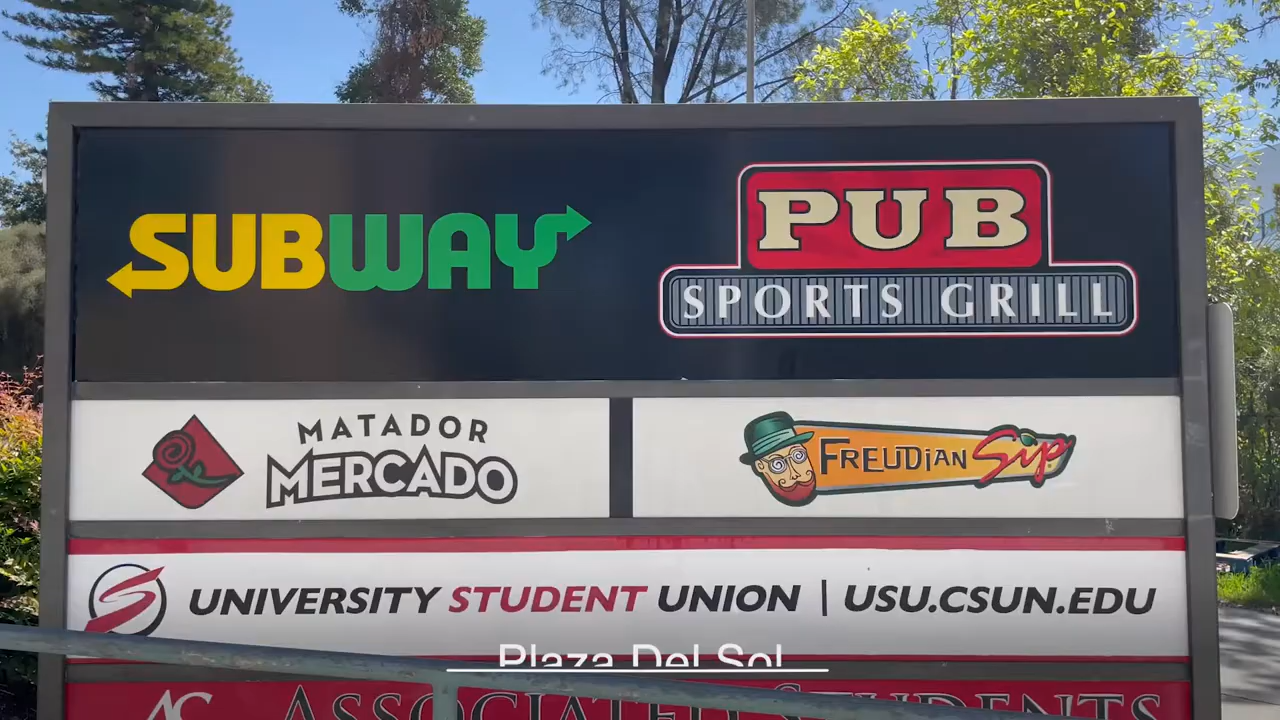 SUBWAY
PUB
SPORTS GRILL
MATADOR
MERCADO
FREUDIAN Sip
UNIVERSITY STUDENT UNION | USU.CSUN.EDU
Plaza Del Sol
AS ASSOCIATED STUDENTS